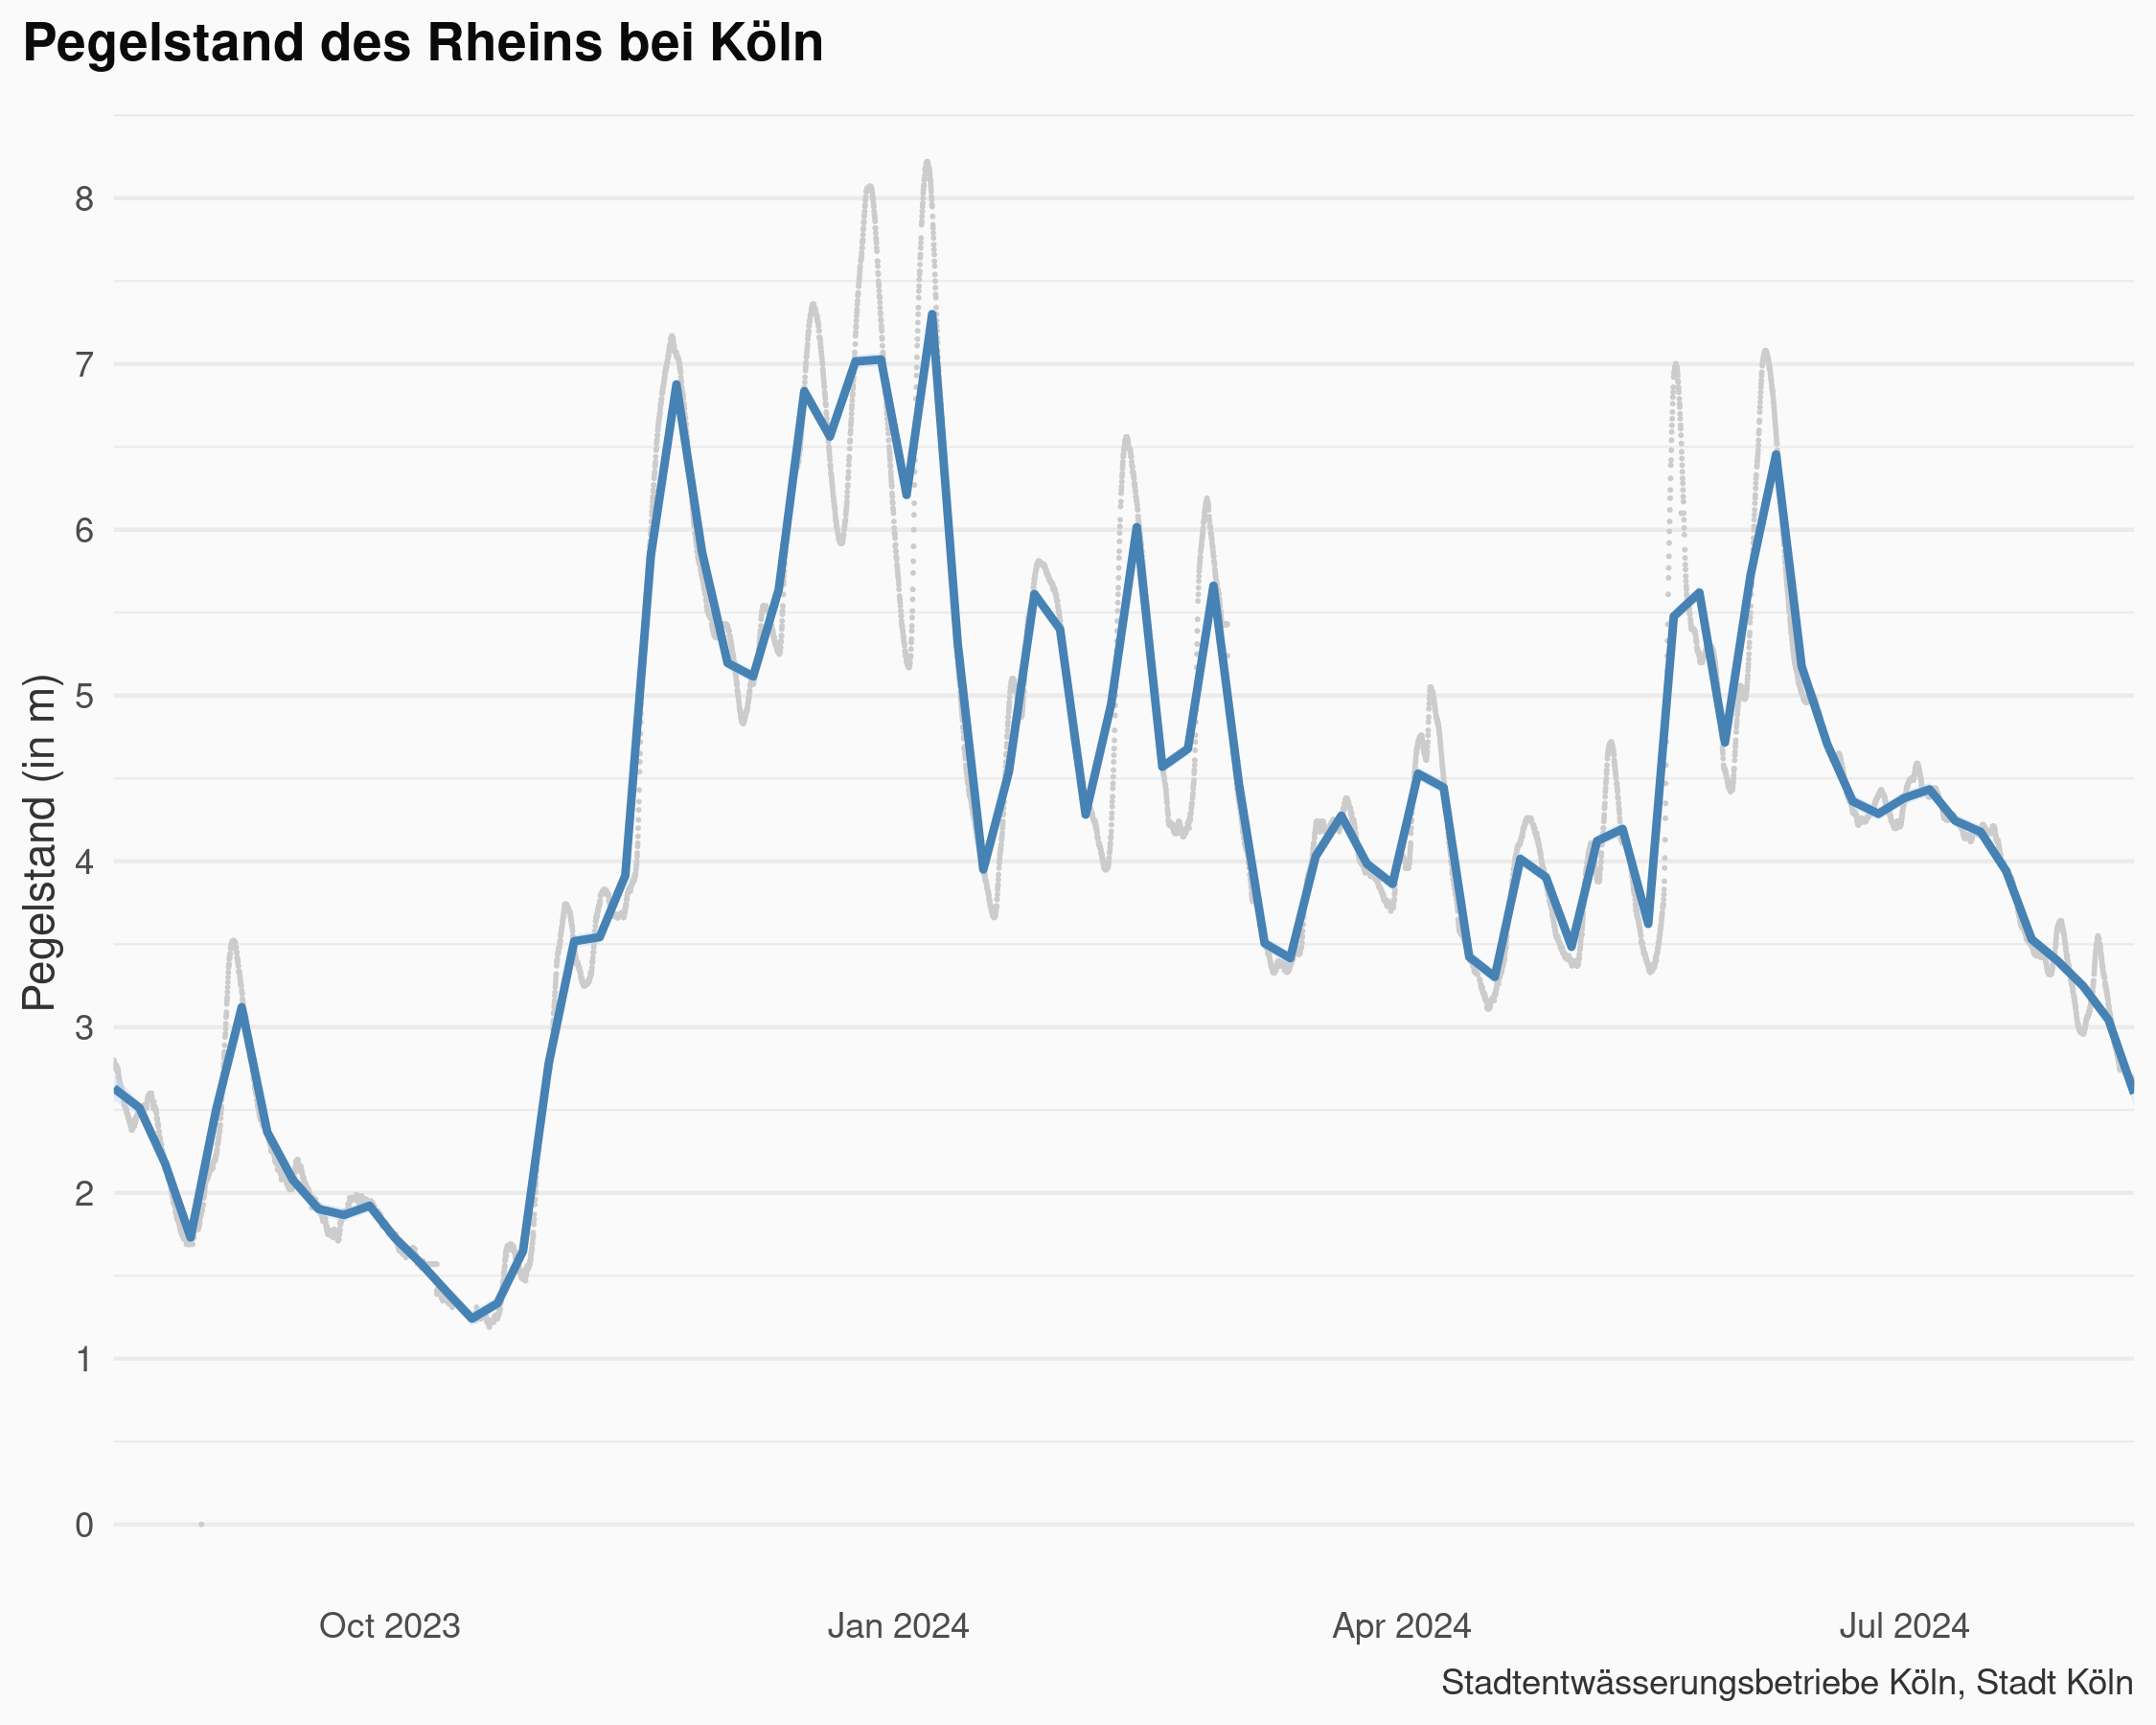 Pegelstand des Rheins bei Köln
Pegelstand (in m)
8
7
6
5
4
3
2
1
0
Oct 2023
Jan 2024
Apr 2024
Jul 2024
Stadtentwässerungsbetriebe Köln, Stadt Köln